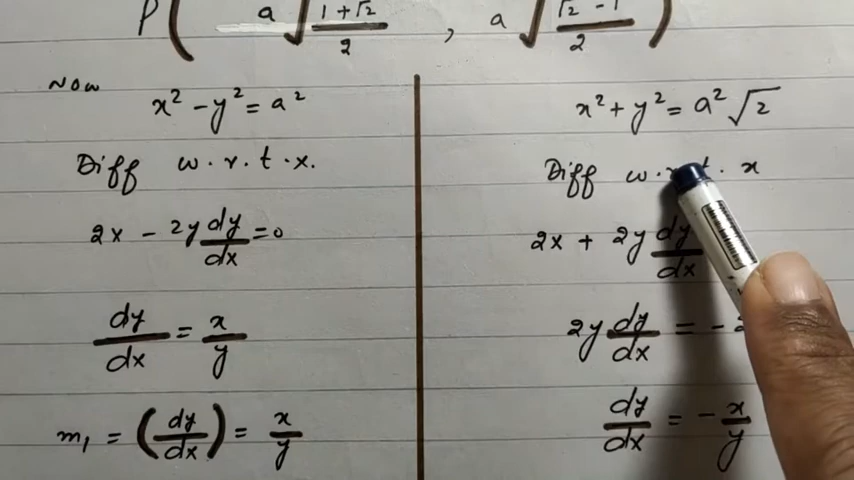 P( a√(1+√2)/2 , a√(√2-1)/2 )
Now
x² - y² = a²
Diff w.r.t.x.
2x - 2y dy/dx = 0
dy/dx = x/y
m₁ = (dy/dx) = x/y
x² + y² = a²√2
Diff w.r.t. x
2x + 2y dy/dx
2y dy/dx = -
dy/dx = - x/y